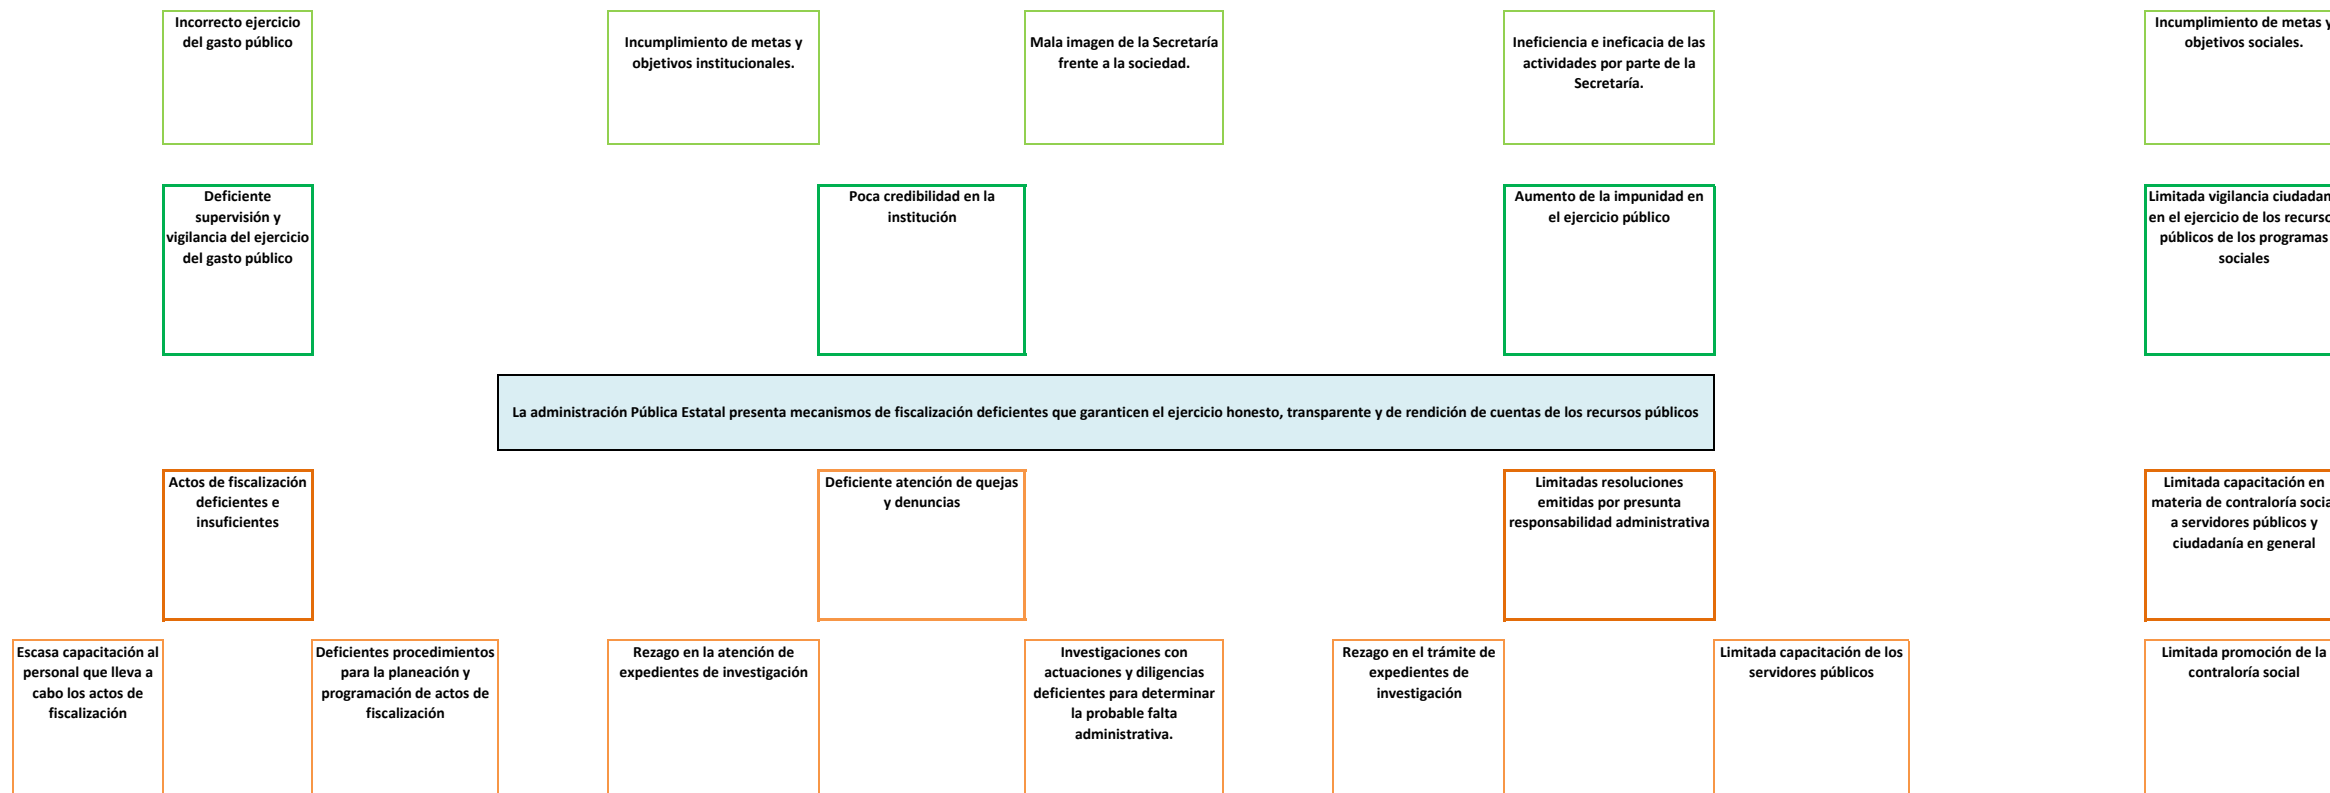 Incorrecto ejercicio
del gasto público
Incumplimiento de metas y
objetivos institucionales.
Mala imagen de la Secretaría
frente a la sociedad.
Ineficiencia e ineficacia de las
actividades por parte de la
Secretaría.
Incumplimiento de metas y
objetivos sociales.
Deficiente
supervisión y
vigilancia del ejercicio
del gasto público
Poca credibilidad en la
institución
Aumento de la impunidad en
el ejercicio público
Limitada vigilancia ciudadan
en el ejercicio de los recurso
públicos de los programas
sociales
La administración Pública Estatal presenta mecanismos de fiscalización deficientes que garanticen el ejercicio honesto, transparente y de rendición de cuentas de los recursos públicos
Actos de fiscalización
deficientes e
insuficientes
Deficiente atención de quejas
y denuncias
Limitadas resoluciones
emitidas por presunta
responsabilidad administrativa
Limitada capacitación en
materia de contraloría socia
a servidores públicos y
ciudadanía en general
Escasa capacitación al
personal que lleva a
cabo los actos de
fiscalización
Deficientes procedimientos
para la planeación y
programación de actos de
fiscalización
Rezago en la atención de
expedientes de investigación
Investigaciones con
actuaciones y diligencias
deficientes para determinar
la probable falta
administrativa.
Rezago en el trámite de
expedientes de
investigación
Limitada capacitación de los
servidores públicos
Limitada promoción de la
contraloría social